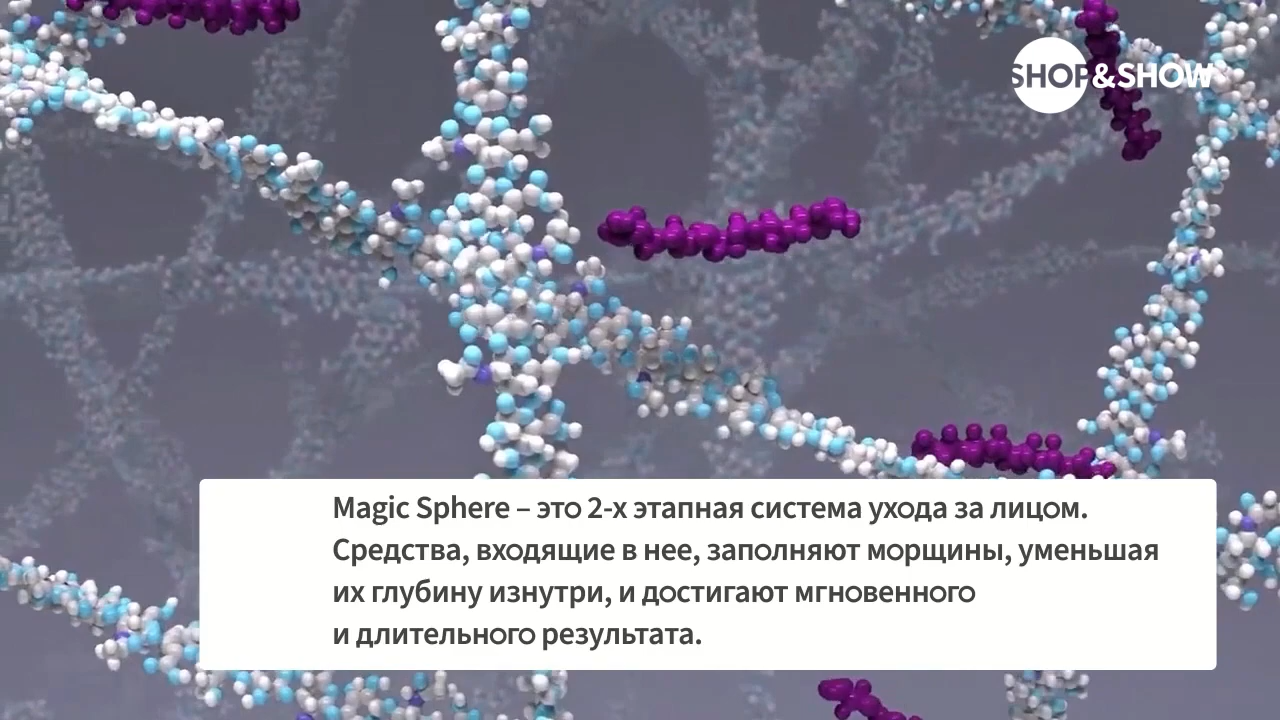 SHOP&SHOW
Magic Sphere – это 2-х этапная система ухода за лицом.
Средства, входящие в нее, заполняют морщины, уменьшая
их глубину изнутри, и достигают мгновенного
и длительного результата.